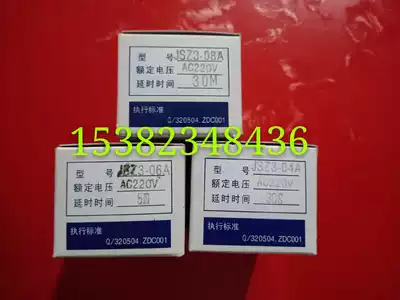 型 号 JSZ3-08A
额定电压 AC220V
延时时间 30M
执行标准
Q/320504.ZDC001
15382348436
型 号 JSZ3-06A
额定电压 AC220V
延时时间
执行标准
Q/320504.ZDC001
型 号 JSZ3-04A
额定电压 AC220V
延时时间 30S
执行标准
Q/320504.ZDC001
15382348436